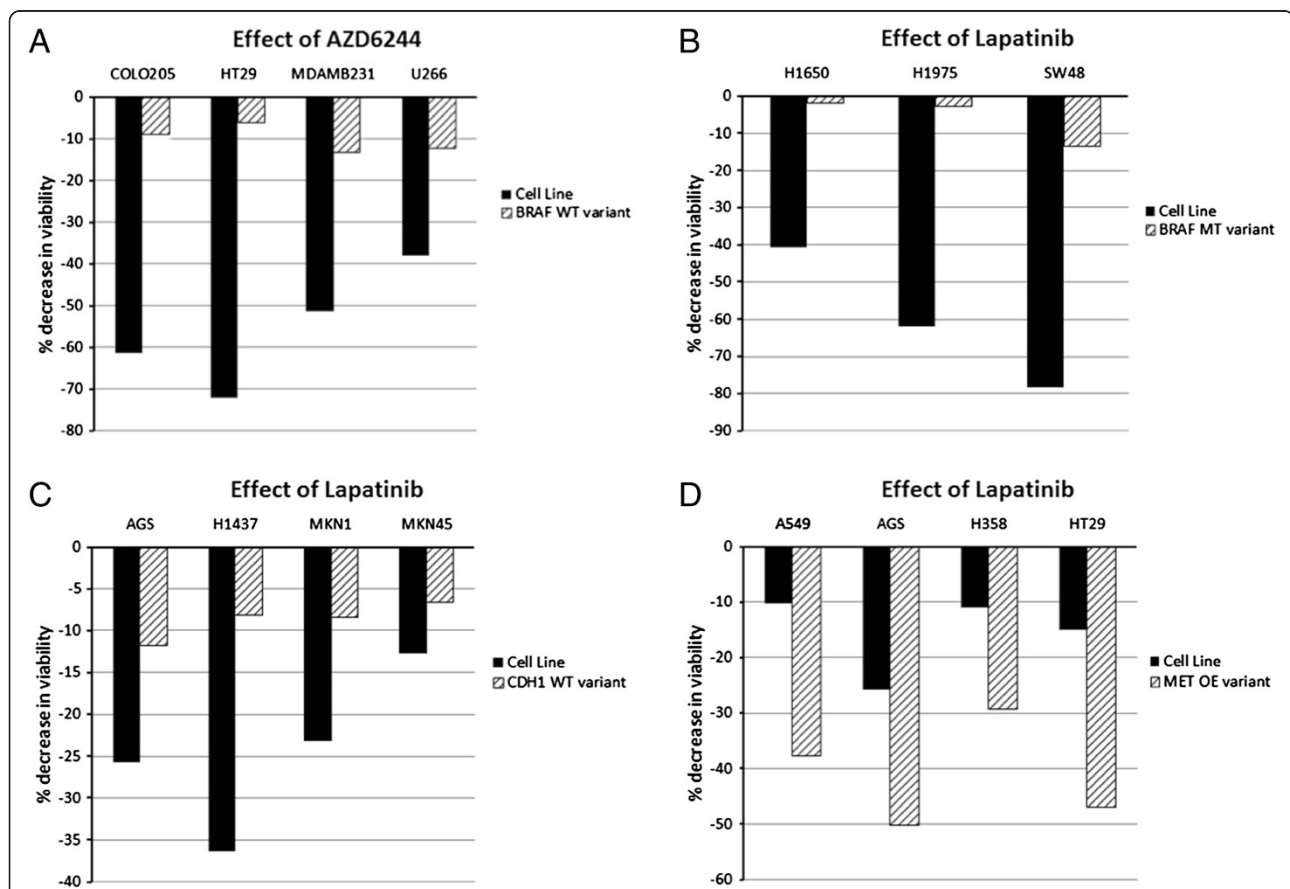 A
Effect of AZD6244
COLO205 HT29 MDAMB231 U266
0
-10
-20
-30
-40
-50
-60
-70
-80
% decrease in viability
Cell Line
BRAF WT variant
B
Effect of Lapatinib
H1650 H1975 SW48
0
-10
-20
-30
-40
-50
-60
-70
-80
-90
% decrease in viability
Cell Line
BRAF MT variant
C
Effect of Lapatinib
AGS H1437 MKN1 MKN45
0
-5
-10
-15
-20
-25
-30
-35
-40
% decrease in viability
Cell Line
CDH1 WT variant
D
Effect of Lapatinib
A549 AGS H358 HT29
0
-10
-20
-30
-40
-50
-60
% decrease in viability
Cell Line
MET OE variant